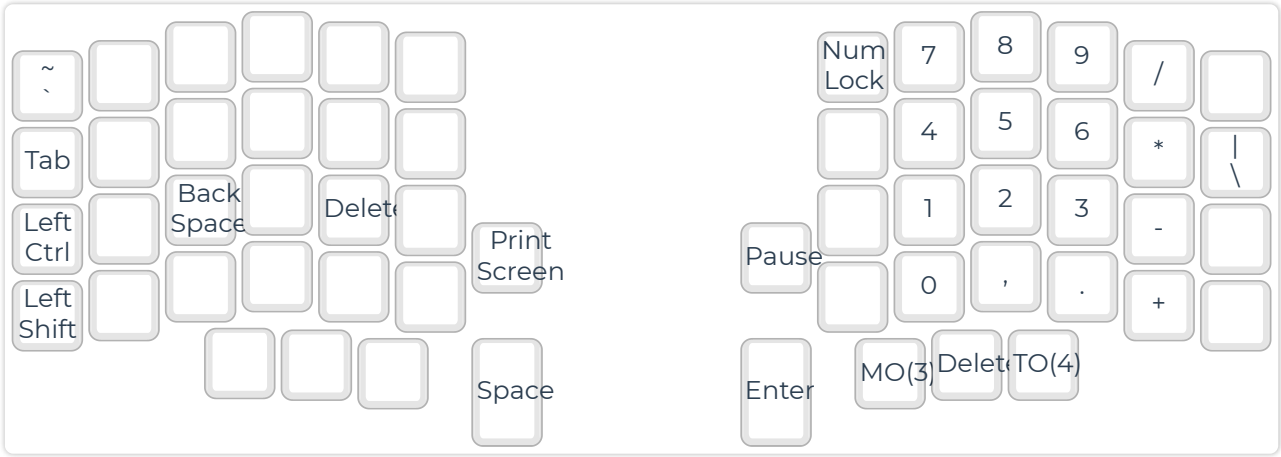 ~
`
Tab
Left
Ctrl
Left
Shift
Back
Space
Delete
Print
Screen
Space
Num
Lock
7
8
9
/
4
5
6
*
|
\
1
2
3
-
Pause
0
,
.
+
Enter
MO(3)
Delete
TO(4)